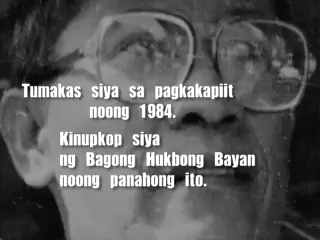 Tumakas siya sa pagkakapiit
noong 1984.
Kinupkop siya
ng Bagong Hukbong Bayan
noong panahong ito.